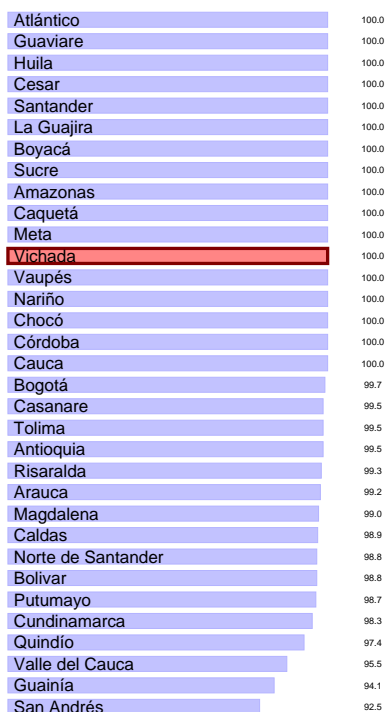 Atlántico 100.0
Guaviare 100.0
Huila 100.0
Cesar 100.0
Santander 100.0
La Guajira 100.0
Boyacá 100.0
Sucre 100.0
Amazonas 100.0
Caquetá 100.0
Meta 100.0
Vichada 100.0
Vaupés 100.0
Nariño 100.0
Chocó 100.0
Córdoba 100.0
Cauca 100.0
Bogotá 99.7
Casanare 99.5
Tolima 99.5
Antioquia 99.5
Risaralda 99.3
Arauca 99.2
Magdalena 99.0
Caldas 98.9
Norte de Santander 98.8
Bolivar 98.8
Putumayo 98.7
Cundinamarca 98.3
Quindío 97.4
Valle del Cauca 95.5
Guainía 94.1
San Andrés 92.5